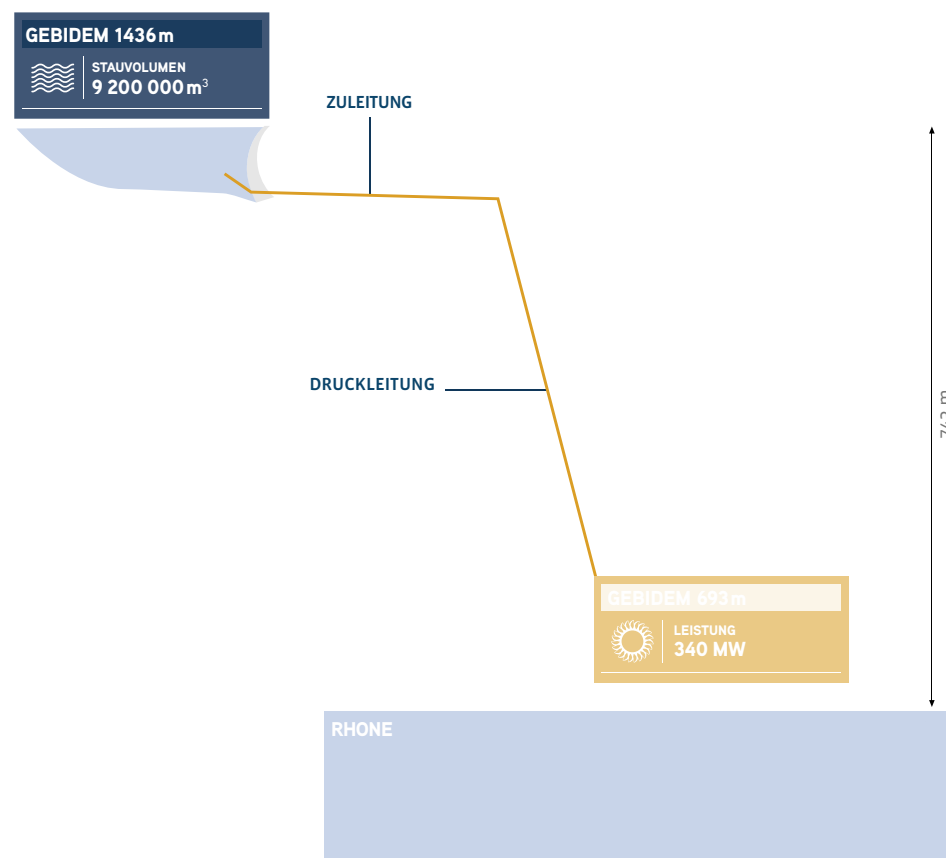 GEBIDEM 1436 m
STAUVOLUMEN
9 200 000 m³
ZULEITUNG
DRUCKLEITUNG
GEBIDEM 693 m
LEISTUNG
340 MW
RHONE